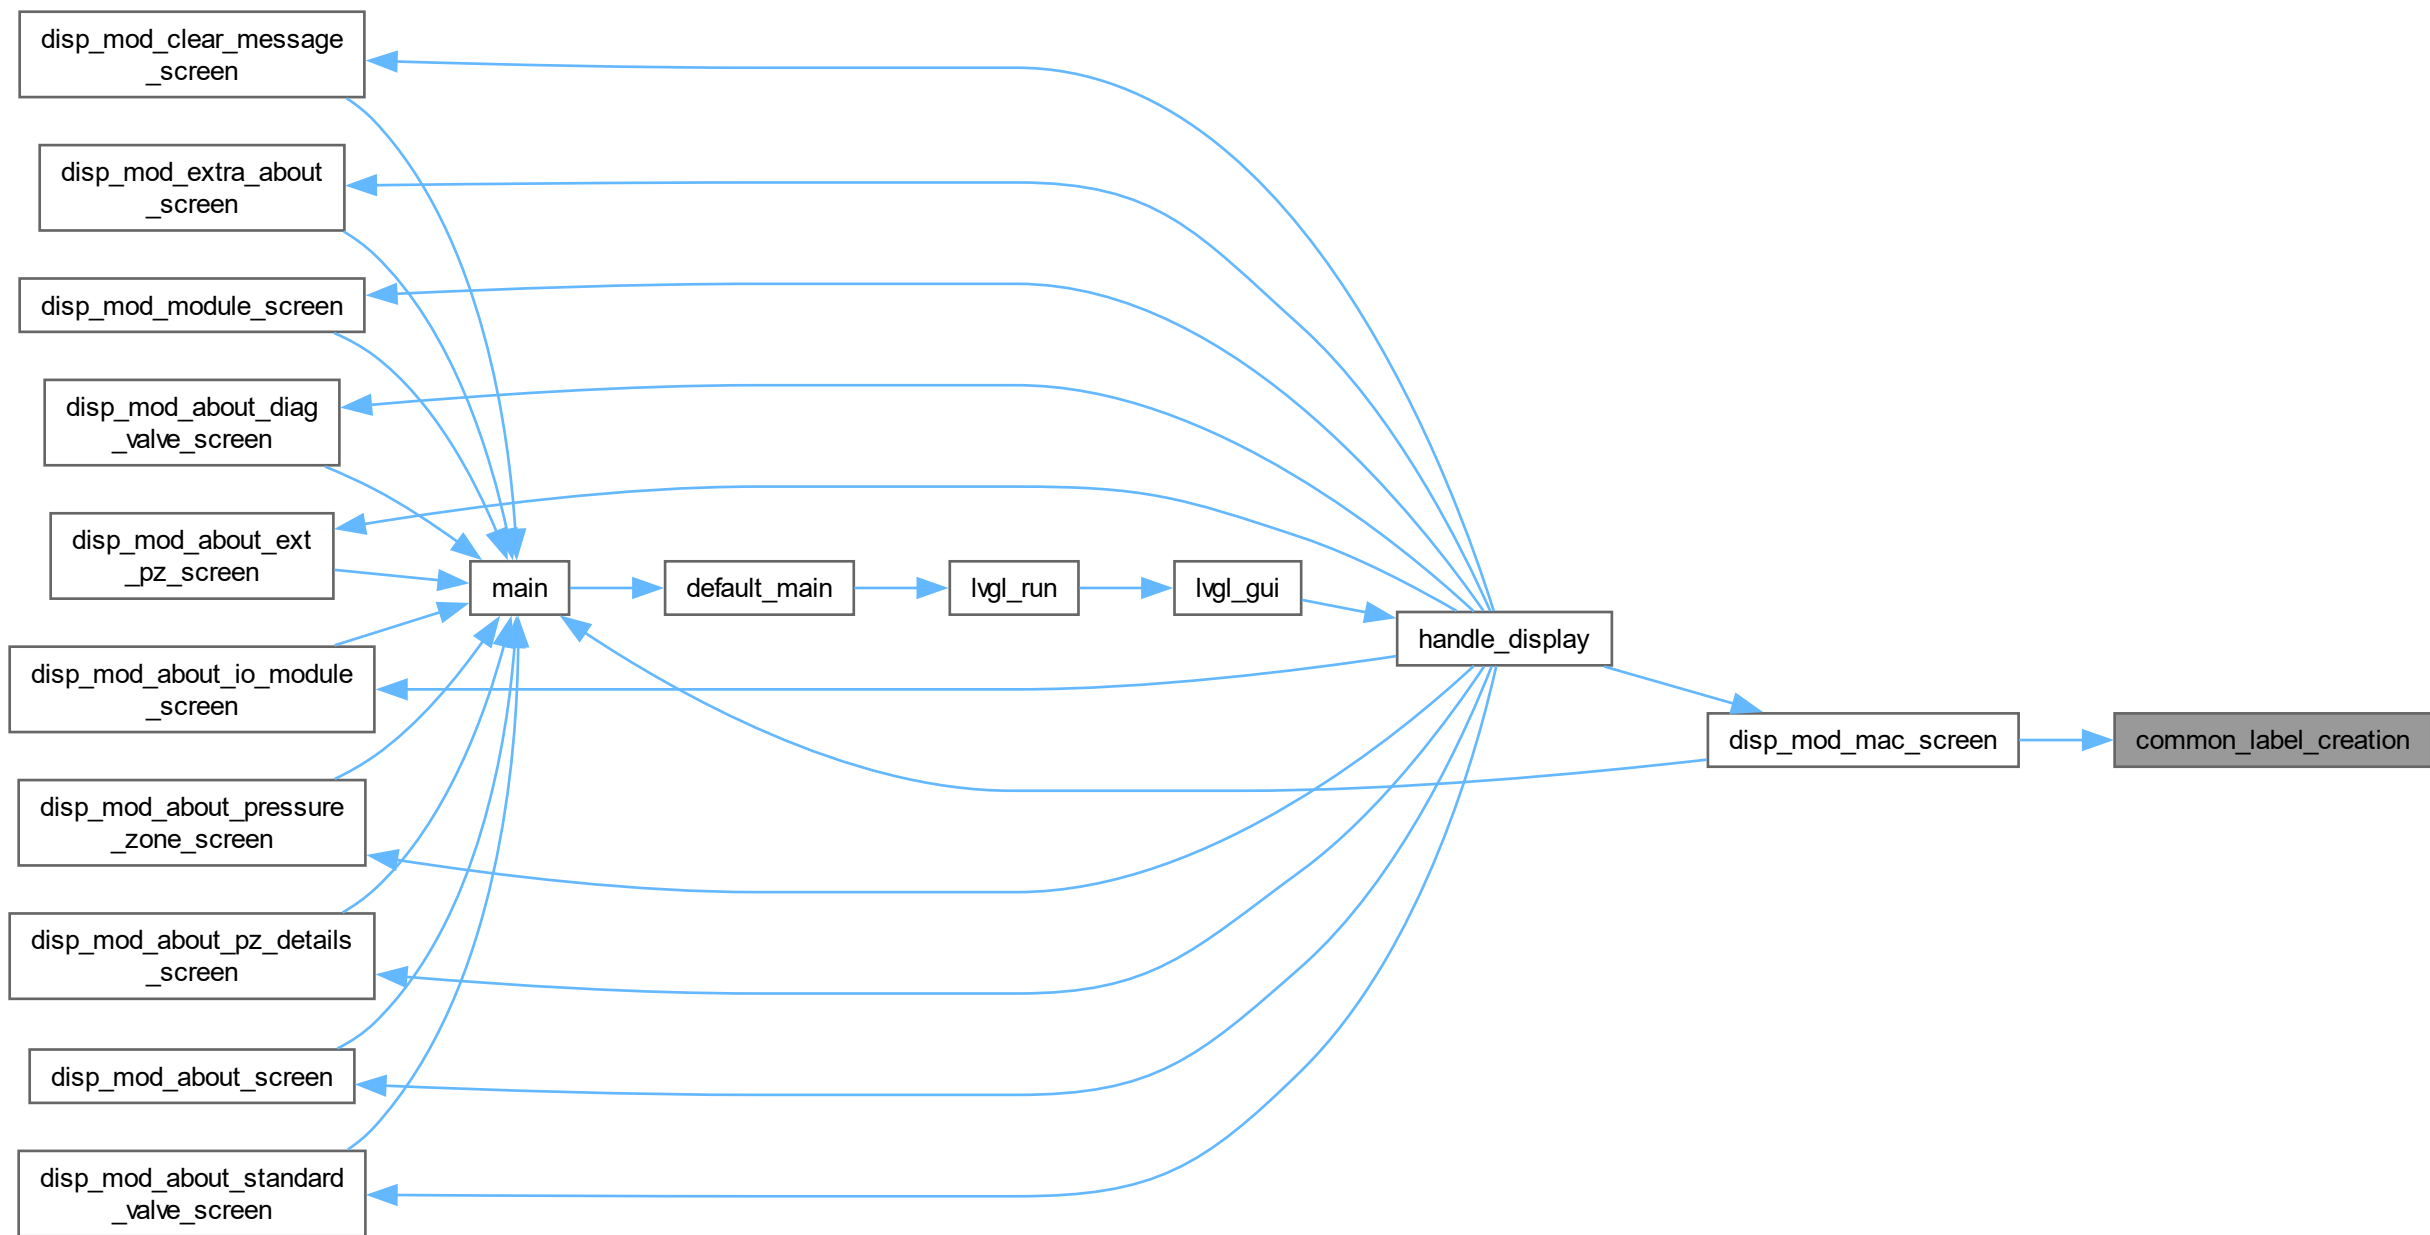 disp_mod_clear_message
_screen
disp_mod_extra_about
_screen
disp_mod_module_screen
disp_mod_about_diag
_valve_screen
disp_mod_about_ext
_pz_screen
disp_mod_about_io_module
_screen
disp_mod_about_pressure
_zone_screen
disp_mod_about_pz_details
_screen
disp_mod_about_screen
disp_mod_about_standard
_valve_screen
main
default_main
lvgl_run
lvgl_gui
handle_display
disp_mod_mac_screen
common_label_creation